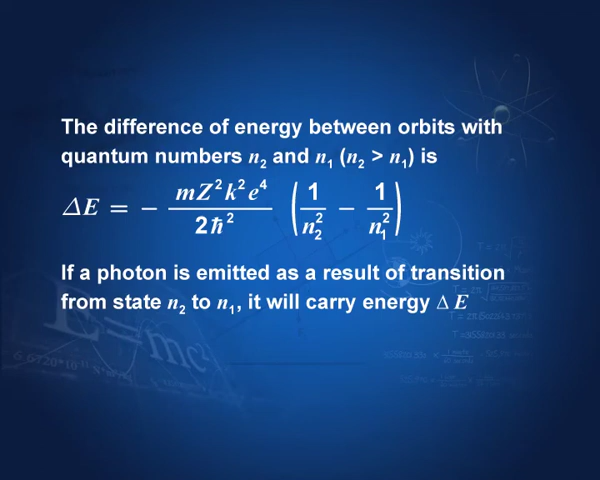 The difference of energy between orbits with
quantum numbers n₂ and n₁ (n₂ > n₁) is
ΔE = − mZ²k²e⁴ / 2ħ² (1/n₂² − 1/n₁²)
If a photon is emitted as a result of transition
from state n₂ to n₁, it will carry energy Δ E
E=mc²